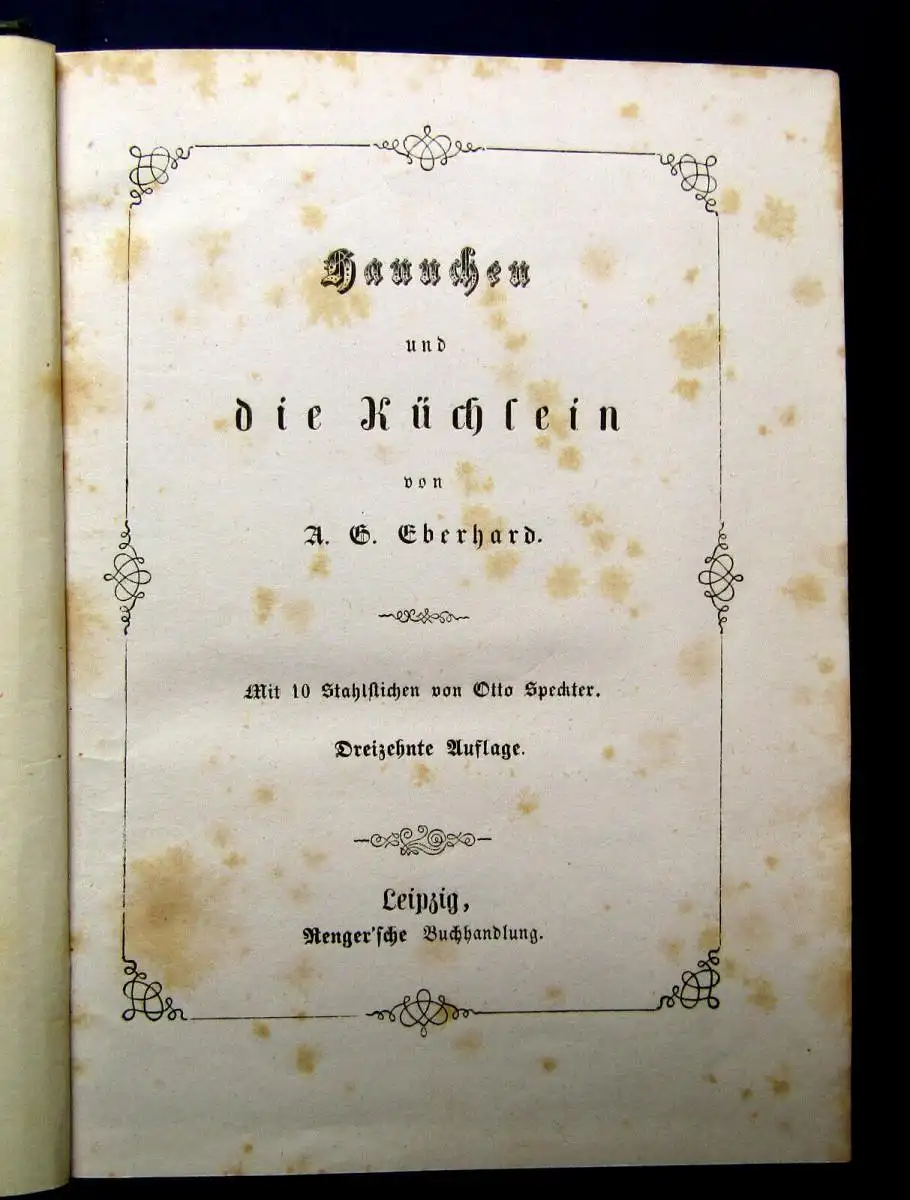 Hannchen
und
die Küchlein
von
A. G. Eberhard.
Mit 10 Stahlstichen von Otto Speckter.
Dreizehnte Auflage.
Leipzig,
Renger'sche Buchhandlung.